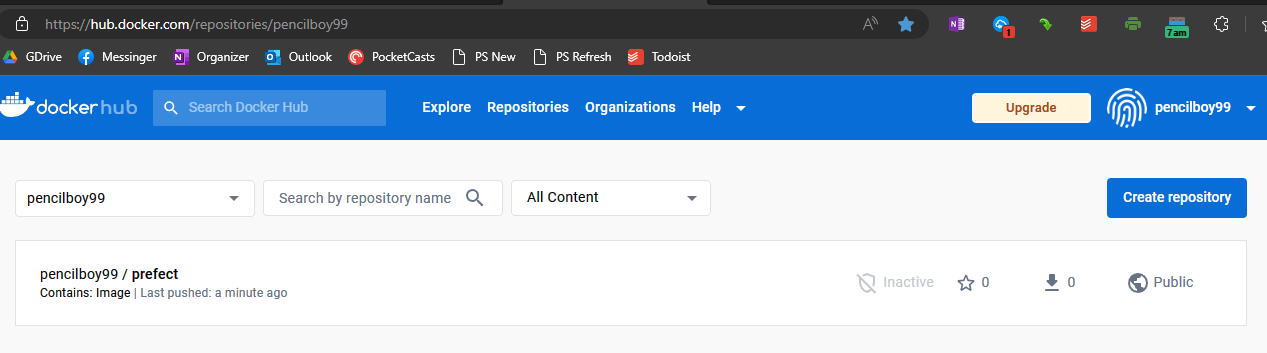 https://hub.docker.com/repositories/pencilboy99
1
7 am
GDrive Messinger Organizer Outlook PocketCasts PS New PS Refresh Todoist
docker hub Search Docker Hub Explore Repositories Organizations Help Upgrade pencilboy99
pencilboy99 Search by repository name All Content Create repository
pencilboy99 / prefect
Contains: Image | Last pushed: a minute ago
Inactive 0 0 Public